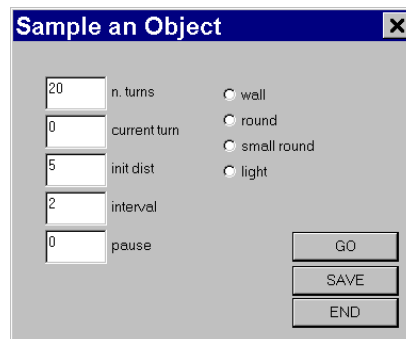 Sample an Object
20 n. turns
0 current turn
5 init dist
2 interval
0 pause
wall
round
small round
light
GO
SAVE
END